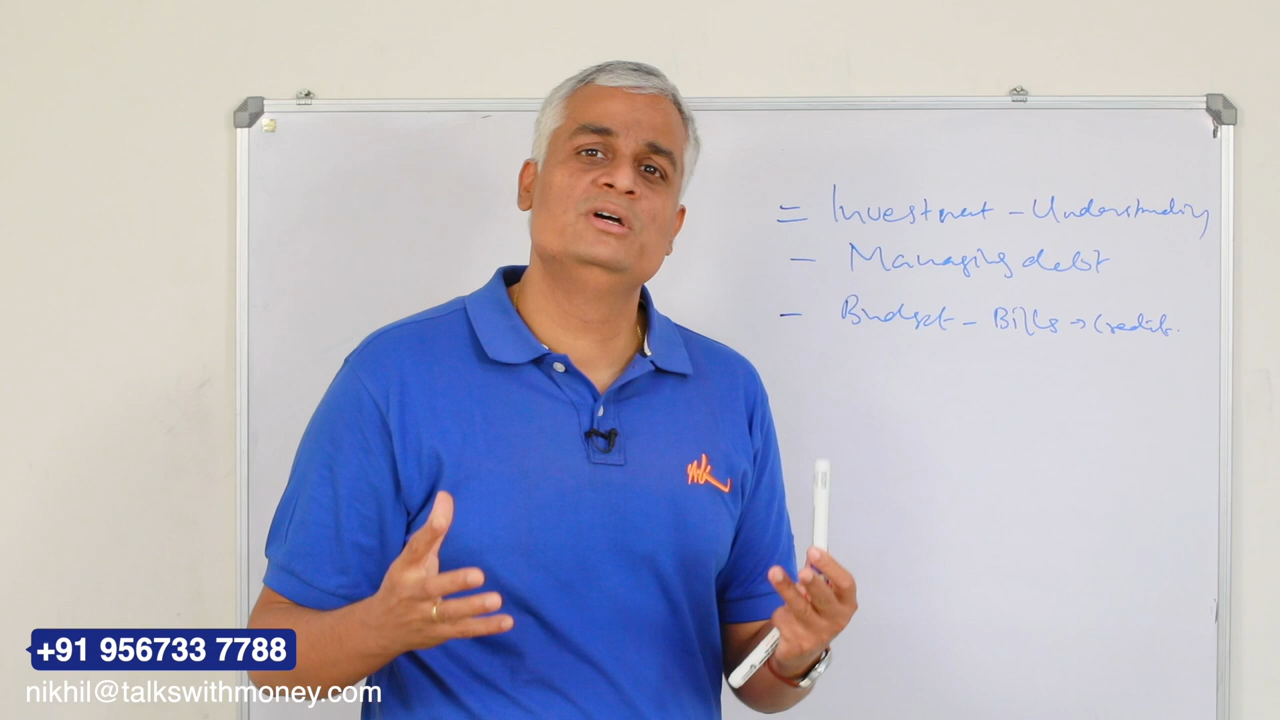 = Investment - Understanding
- Managing debt
- Budget - Bills → Credit.
+91 956733 7788
nikhil@talkswithmoney.com